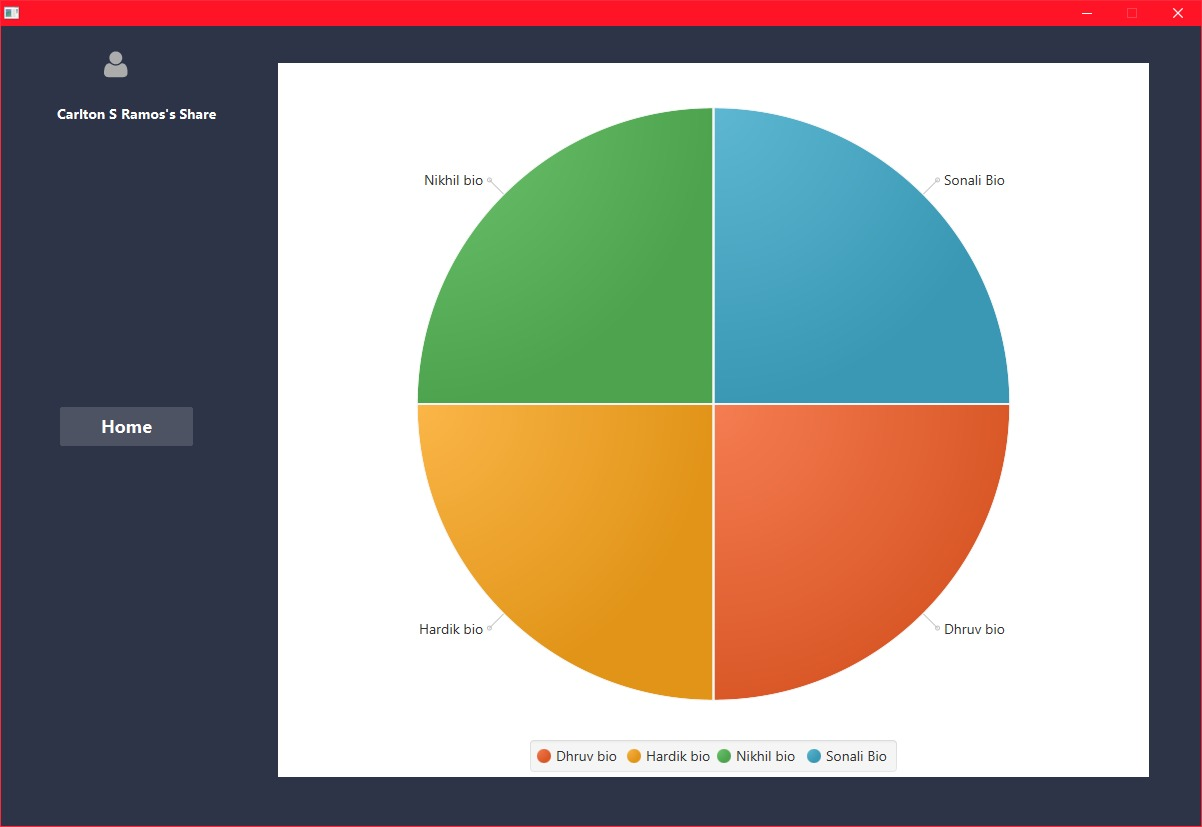 Carlton S Ramos's Share
Nikhil bio
Sonali Bio
Home
Hardik bio
Dhruv bio
Dhruv bio Hardik bio Nikhil bio Sonali Bio